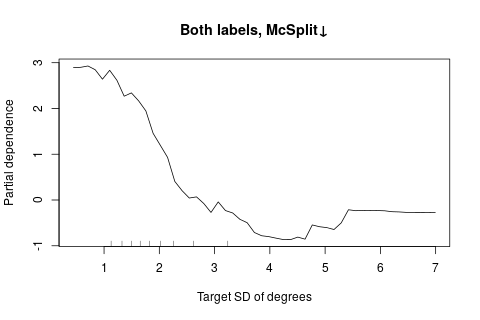 Both labels, McSplit↓
Partial dependence
3
2
1
0
-1
1 2 3 4 5 6 7
Target SD of degrees